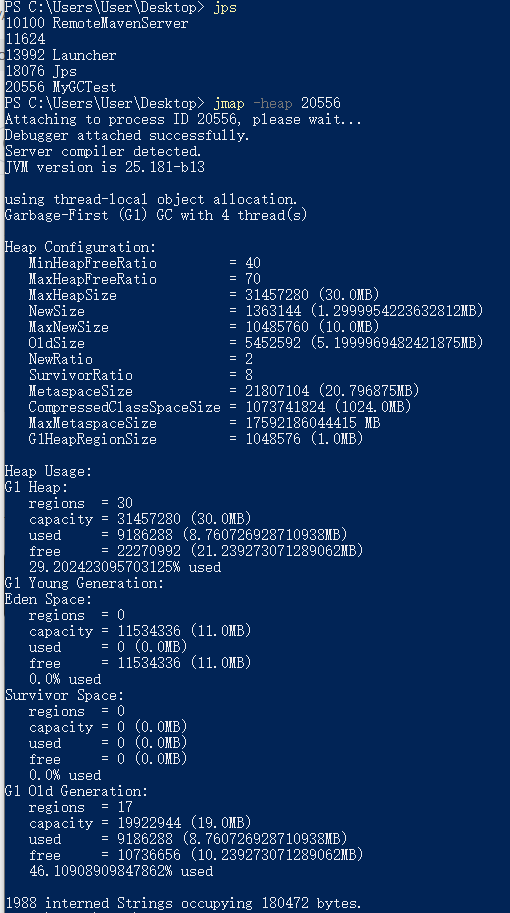 PS C:\Users\User\Desktop> jps
10100 RemoteMavenServer
11624
13992 Launcher
18076 Jps
20556 MyGCTest
PS C:\Users\User\Desktop> jmap -heap 20556
Attaching to process ID 20556, please wait...
Debugger attached successfully.
Server compiler detected.
JVM version is 25.181-b13

using thread-local object allocation.
Garbage-First (G1) GC with 4 thread(s)

Heap Configuration:
   MinHeapFreeRatio         = 40
   MaxHeapFreeRatio         = 70
   MaxHeapSize              = 31457280 (30.0MB)
   NewSize                  = 1363144 (1.2999954223632812MB)
   MaxNewSize               = 10485760 (10.0MB)
   OldSize                  = 5452592 (5.1999969482421875MB)
   NewRatio                 = 2
   SurvivorRatio            = 8
   MetaspaceSize            = 21807104 (20.796875MB)
   CompressedClassSpaceSize = 1073741824 (1024.0MB)
   MaxMetaspaceSize         = 17592186044415 MB
   G1HeapRegionSize         = 1048576 (1.0MB)

Heap Usage:
G1 Heap:
   regions  = 30
   capacity = 31457280 (30.0MB)
   used     = 9186288 (8.760726928710938MB)
   free     = 22270992 (21.239273071289062MB)
   29.202423095703125% used
G1 Young Generation:
Eden Space:
   regions  = 0
   capacity = 11534336 (11.0MB)
   used     = 0 (0.0MB)
   free     = 11534336 (11.0MB)
   0.0% used
Survivor Space:
   regions  = 0
   capacity = 0 (0.0MB)
   used     = 0 (0.0MB)
   free     = 0 (0.0MB)
   0.0% used
G1 Old Generation:
   regions  = 17
   capacity = 19922944 (19.0MB)
   used     = 9186288 (8.760726928710938MB)
   free     = 10736656 (10.239273071289062MB)
   46.10908909847862% used

1988 interned Strings occupying 180472 bytes.